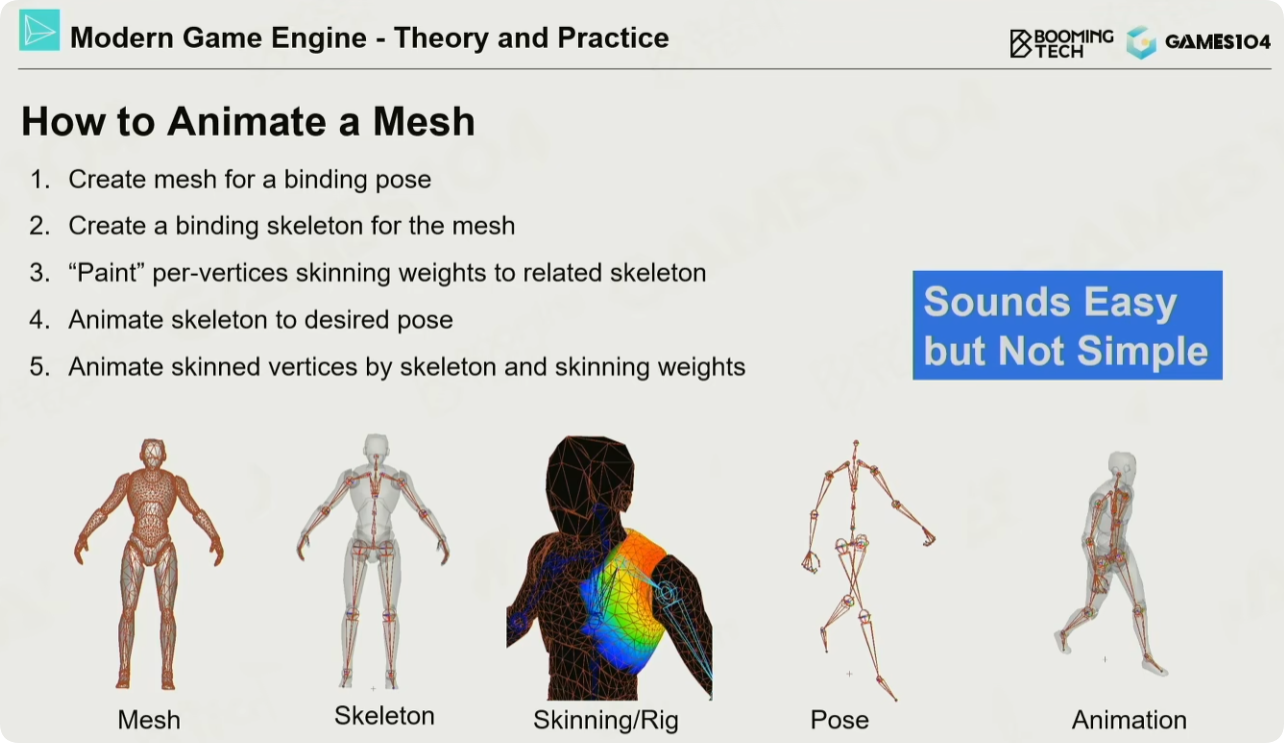 Modern Game Engine - Theory and Practice
BOOMING
TECH
GAMES104
How to Animate a Mesh
1. Create mesh for a binding pose
2. Create a binding skeleton for the mesh
3. “Paint” per-vertices skinning weights to related skeleton
4. Animate skeleton to desired pose
5. Animate skinned vertices by skeleton and skinning weights
Sounds Easy
but Not Simple
Mesh
Skeleton
Skinning/Rig
Pose
Animation